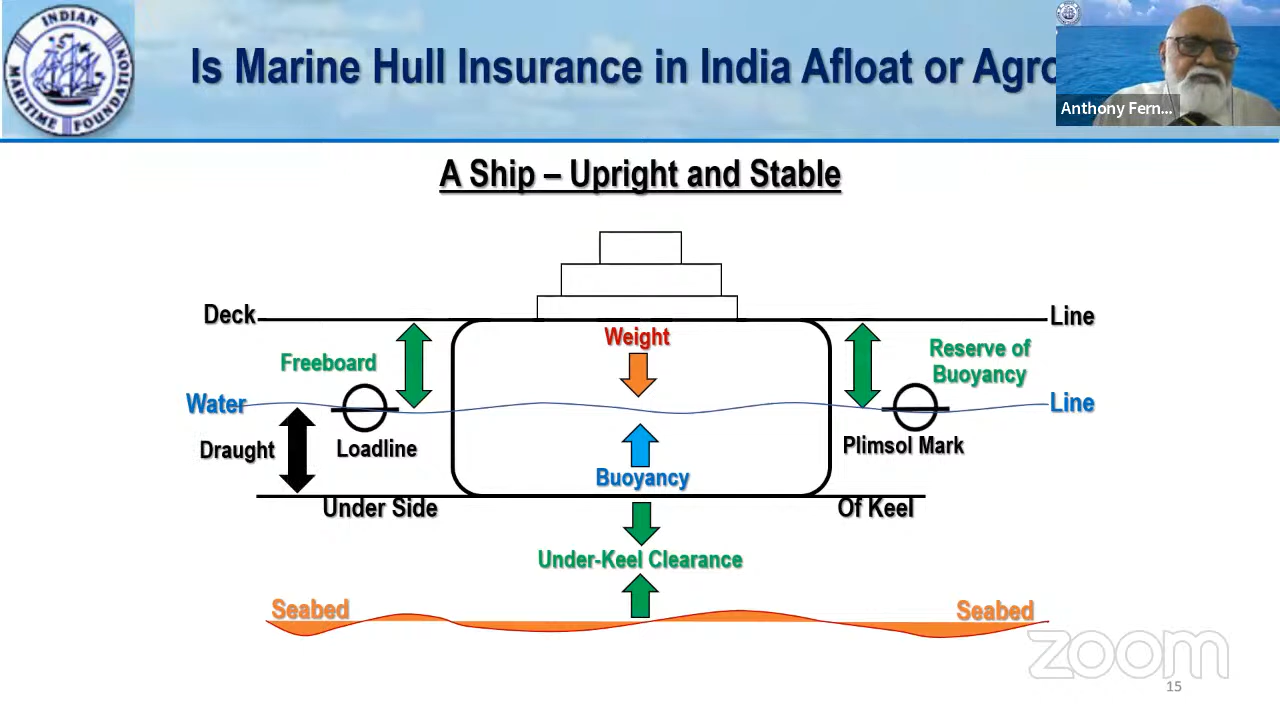 INDIAN
MARITIME FOUNDATION
Is Marine Hull Insurance in India Afloat or Agro
Anthony Fern...
A Ship – Upright and Stable
Deck
Line
Weight
Freeboard
Reserve of
Buoyancy
Water
Line
Draught
Loadline
Plimsol Mark
Buoyancy
Under Side
Of Keel
Under-Keel Clearance
Seabed
Seabed
zoom
15